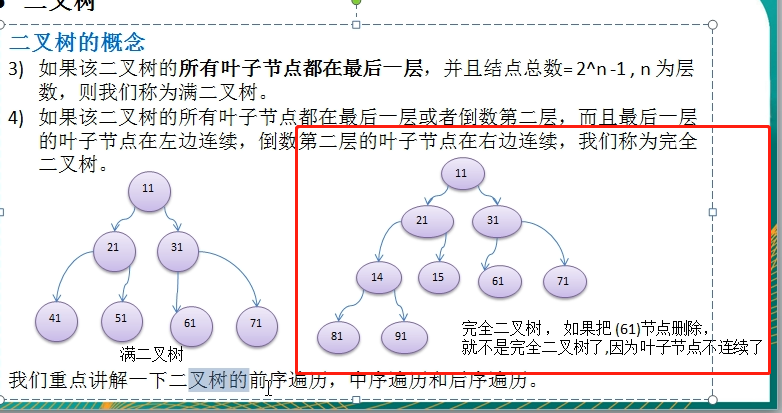 二叉树
二叉树的概念
3) 如果该二叉树的所有叶子节点都在最后一层，并且结点总数= 2^n -1 , n 为层
数，则我们称为满二叉树。
4) 如果该二叉树的所有叶子节点都在最后一层或者倒数第二层，而且最后一层
的叶子节点在左边连续，倒数第二层的叶子节点在右边连续，我们称为完全
二叉树。
11
21 31
41 51 61 71
满二叉树
11
21 31
14 15 61 71
81 91
完全二叉树， 如果把 (61)节点删除，
就不是完全二叉树了,因为叶子节点不连续了
我们重点讲解一下二叉树的前序遍历，中序遍历和后序遍历。